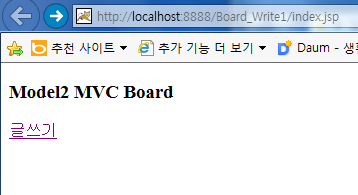 http://localhost:8888/Board_Write1/index.jsp
추천 사이트 ▾ 추가 기능 더 보기 ▾ Daum - 생
Model2 MVC Board
글쓰기